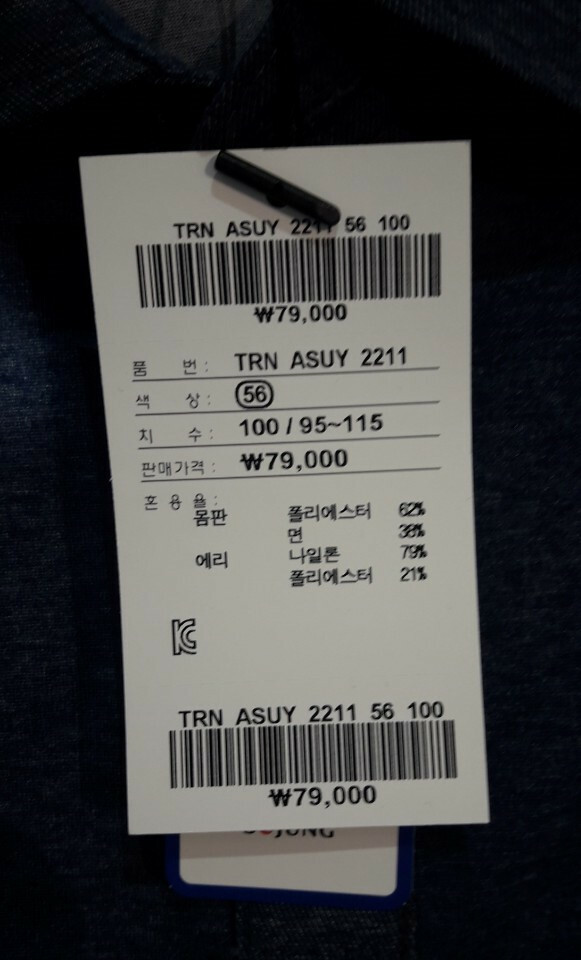 TRN ASUY 2211 56 100
₩79,000
품 번 : TRN ASUY 2211
색 상 : 56
치 수 : 100 / 95~115
판매가격 : ₩79,000
혼 용 율 :
몸판 폴리에스터 62%
면 38%
에리 나일론 79%
폴리에스터 21%
KC
TRN ASUY 2211 56 100
₩79,000